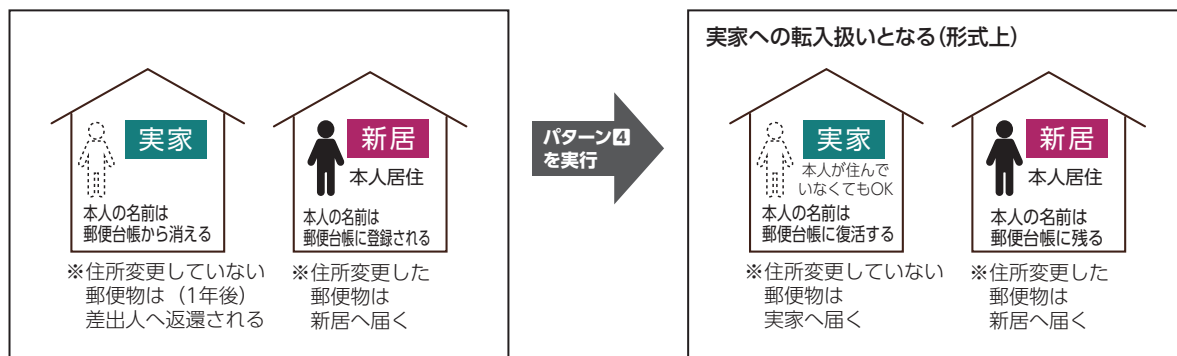 実家
本人の名前は
郵便台帳から消える
※住所変更していない
郵便物は（1年後）
差出人へ返還される
新居
本人居住
本人の名前は
郵便台帳に登録される
※住所変更した
郵便物は
新居へ届く
パターン4
を実行
実家への転入扱いとなる（形式上）
実家
本人が住んで
いなくてもOK
本人の名前は
郵便台帳に復活する
※住所変更していない
郵便物は
実家へ届く
新居
本人居住
本人の名前は
郵便台帳に残る
※住所変更した
郵便物は
新居へ届く